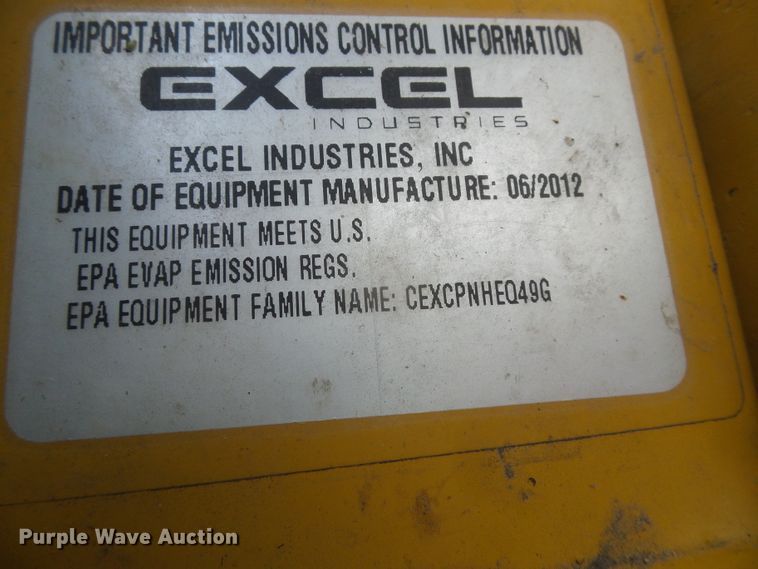 IMPORTANT EMISSIONS CONTROL INFORMATION
EXCEL
INDUSTRIES
EXCEL INDUSTRIES, INC
DATE OF EQUIPMENT MANUFACTURE: 06/2012
THIS EQUIPMENT MEETS U.S.
EPA EVAP EMISSION REGS.
EPA EQUIPMENT FAMILY NAME: CEXCPNHEQ49G
Purple Wave Auction